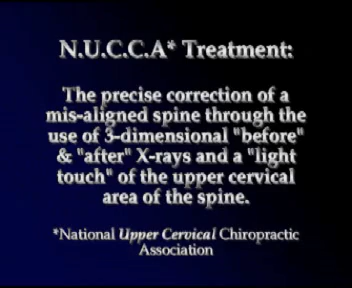 N.U.C.C.A* Treatment:
The precise correction of a
mis-aligned spine through the
use of 3-dimensional "before"
& "after" X-rays and a "light
touch" of the upper cervical
area of the spine.
*National Upper Cervical Chiropractic
Association